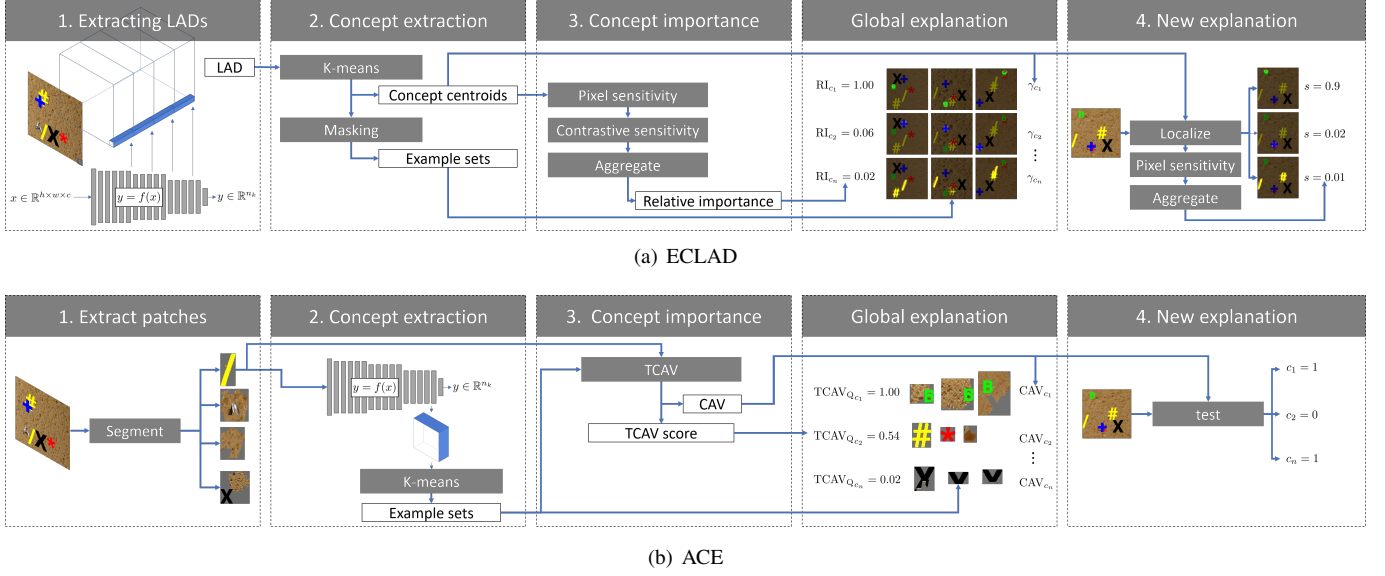 1. Extracting LADs
2. Concept extraction
3. Concept importance
Global explanation
4. New explanation
LAD
K-means
Concept centroids
Masking
Example sets
x ∈ ℝ^{h×w×c}
y = f(x)
y ∈ ℝ^{n_k}
Pixel sensitivity
Contrastive sensitivity
Aggregate
Relative importance
RI_{c_1} = 1.00
γ_{c_1}
RI_{c_2} = 0.06
γ_{c_2}
⋮
RI_{c_n} = 0.02
γ_{c_n}
Localize
Pixel sensitivity
Aggregate
s = 0.9
s = 0.02
s = 0.01
(a) ECLAD
1. Extract patches
2. Concept extraction
3. Concept importance
Global explanation
4. New explanation
Segment
y = f(x)
y ∈ ℝ^{n_k}
K-means
Example sets
TCAV
CAV
TCAV score
TCAV_{Q_{c_1}} = 1.00
B
B
B
CAV_{c_1}
TCAV_{Q_{c_2}} = 0.54
#
*
CAV_{c_2}
⋮
TCAV_{Q_{c_n}} = 0.02
CAV_{c_n}
test
c_1 = 1
c_2 = 0
c_n = 1
(b) ACE